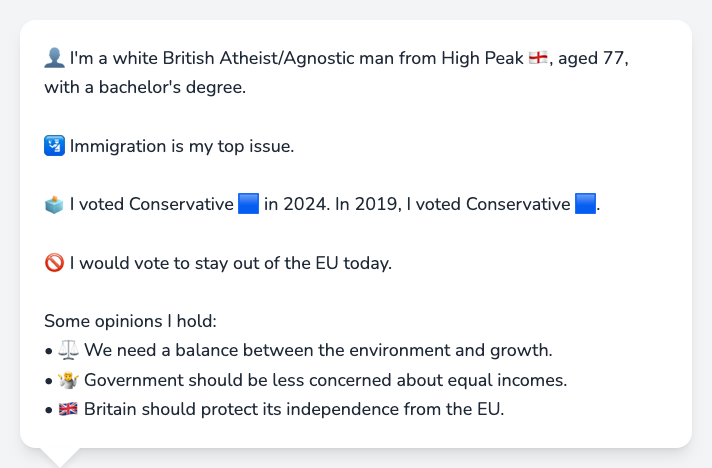 👤 I'm a white British Atheist/Agnostic man from High Peak 🏴󠁧󠁢󠁥󠁮󠁧󠁿, aged 77,
with a bachelor's degree.
🛂 Immigration is my top issue.
🗳️ I voted Conservative 🟦 in 2024. In 2019, I voted Conservative 🟦.
🚫 I would vote to stay out of the EU today.
Some opinions I hold:
• ⚖️ We need a balance between the environment and growth.
• 🤷 Government should be less concerned about equal incomes.
• 🇬🇧 Britain should protect its independence from the EU.